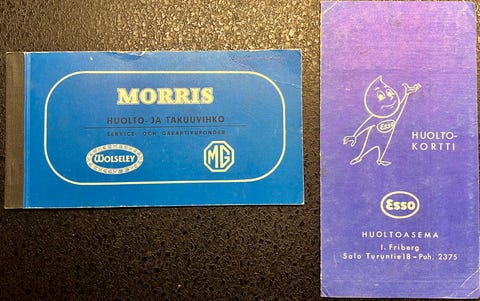 MORRIS
HUOLTO- JA TAKUUVIHKO
SERVICE- OCH GARANTIKUPONGER
WOLSELEY
MG
Esso
HUOLTO-
KORTTI
Esso
HUOLTOASEMA
I. Friberg
Salo Turuntie 18 – Puh. 2375